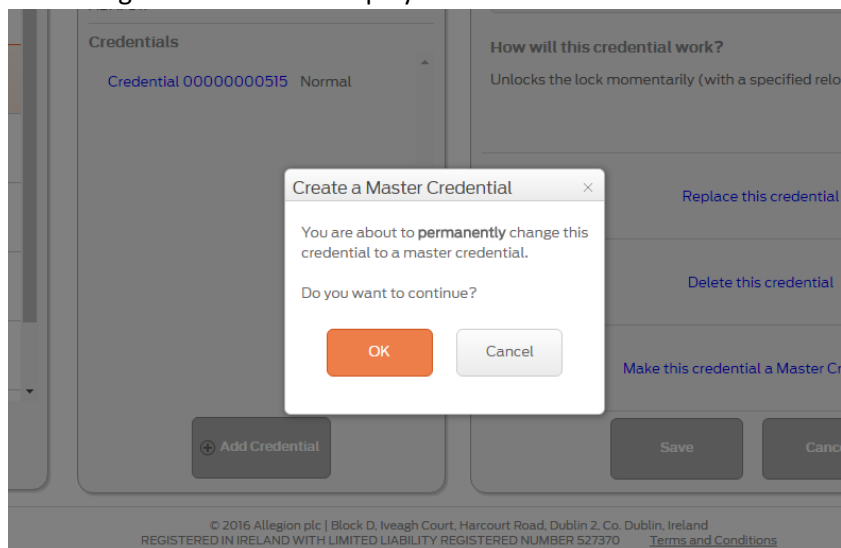 Credentials
Credential 00000000515 Normal
How will this credential work?
Unlocks the lock momentarily (with a specified relo
Create a Master Credential ×
You are about to permanently change this
credential to a master credential.
Do you want to continue?
OK Cancel
Replace this credential
Delete this credential
Make this credential a Master Cr
Add Credential
Save Cance
© 2016 Allegion plc | Block D, Iveagh Court, Harcourt Road, Dublin 2, Co. Dublin, Ireland
REGISTERED IN IRELAND WITH LIMITED LIABILITY REGISTERED NUMBER 527370 Terms and Conditions